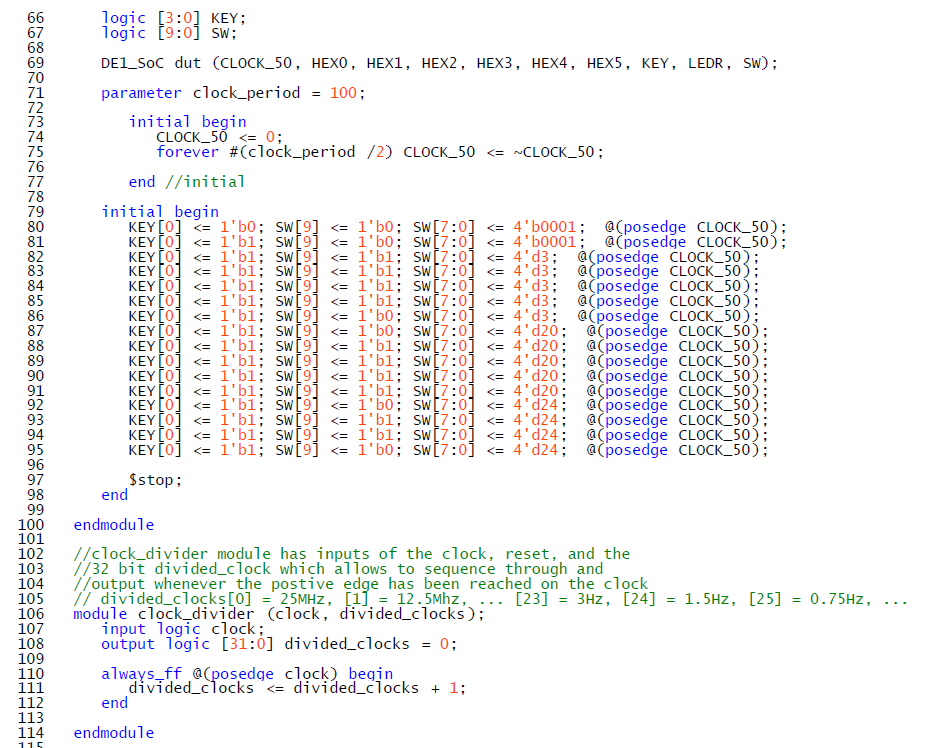 66 logic [3:0] KEY;
67 logic [9:0] SW;
68
69 DE1_SoC dut (CLOCK_50, HEX0, HEX1, HEX2, HEX3, HEX4, HEX5, KEY, LEDR, SW);
70
71 parameter clock_period = 100;
72
73 initial begin
74 CLOCK_50 <= 0;
75 forever #(clock_period /2) CLOCK_50 <= ~CLOCK_50;
76
77 end //initial
78
79 initial begin
80 KEY[0] <= 1'b0; SW[9] <= 1'b0; SW[7:0] <= 4'b0001; @(posedge CLOCK_50);
81 KEY[0] <= 1'b1; SW[9] <= 1'b0; SW[7:0] <= 4'b0001; @(posedge CLOCK_50);
82 KEY[0] <= 1'b1; SW[9] <= 1'b1; SW[7:0] <= 4'd3; @(posedge CLOCK_50);
83 KEY[0] <= 1'b1; SW[9] <= 1'b1; SW[7:0] <= 4'd3; @(posedge CLOCK_50);
84 KEY[0] <= 1'b1; SW[9] <= 1'b1; SW[7:0] <= 4'd3; @(posedge CLOCK_50);
85 KEY[0] <= 1'b1; SW[9] <= 1'b1; SW[7:0] <= 4'd3; @(posedge CLOCK_50);
86 KEY[0] <= 1'b1; SW[9] <= 1'b0; SW[7:0] <= 4'd3; @(posedge CLOCK_50);
87 KEY[0] <= 1'b1; SW[9] <= 1'b0; SW[7:0] <= 4'd20; @(posedge CLOCK_50);
88 KEY[0] <= 1'b1; SW[9] <= 1'b1; SW[7:0] <= 4'd20; @(posedge CLOCK_50);
89 KEY[0] <= 1'b1; SW[9] <= 1'b1; SW[7:0] <= 4'd20; @(posedge CLOCK_50);
90 KEY[0] <= 1'b1; SW[9] <= 1'b1; SW[7:0] <= 4'd20; @(posedge CLOCK_50);
91 KEY[0] <= 1'b1; SW[9] <= 1'b1; SW[7:0] <= 4'd20; @(posedge CLOCK_50);
92 KEY[0] <= 1'b1; SW[9] <= 1'b0; SW[7:0] <= 4'd24; @(posedge CLOCK_50);
93 KEY[0] <= 1'b1; SW[9] <= 1'b1; SW[7:0] <= 4'd24; @(posedge CLOCK_50);
94 KEY[0] <= 1'b1; SW[9] <= 1'b1; SW[7:0] <= 4'd24; @(posedge CLOCK_50);
95 KEY[0] <= 1'b1; SW[9] <= 1'b0; SW[7:0] <= 4'd24; @(posedge CLOCK_50);
96
97 $stop;
98 end
99
100 endmodule
101
102 //clock_divider module has inputs of the clock, reset, and the
103 //32 bit divided_clock which allows to sequence through and
104 //output whenever the postive edge has been reached on the clock
105 // divided_clocks[0] = 25MHz, [1] = 12.5Mhz, ... [23] = 3Hz, [24] = 1.5Hz, [25] = 0.75Hz, ...
106 module clock_divider (clock, divided_clocks);
107 input logic clock;
108 output logic [31:0] divided_clocks = 0;
109
110 always_ff @(posedge clock) begin
111 divided_clocks <= divided_clocks + 1;
112 end
113
114 endmodule
115